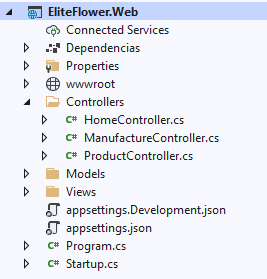 EliteFlower.Web
Connected Services
Dependencias
Properties
wwwroot
Controllers
C# HomeController.cs
C# ManufactureController.cs
C# ProductController.cs
Models
Views
appsettings.Development.json
appsettings.json
C# Program.cs
C# Startup.cs